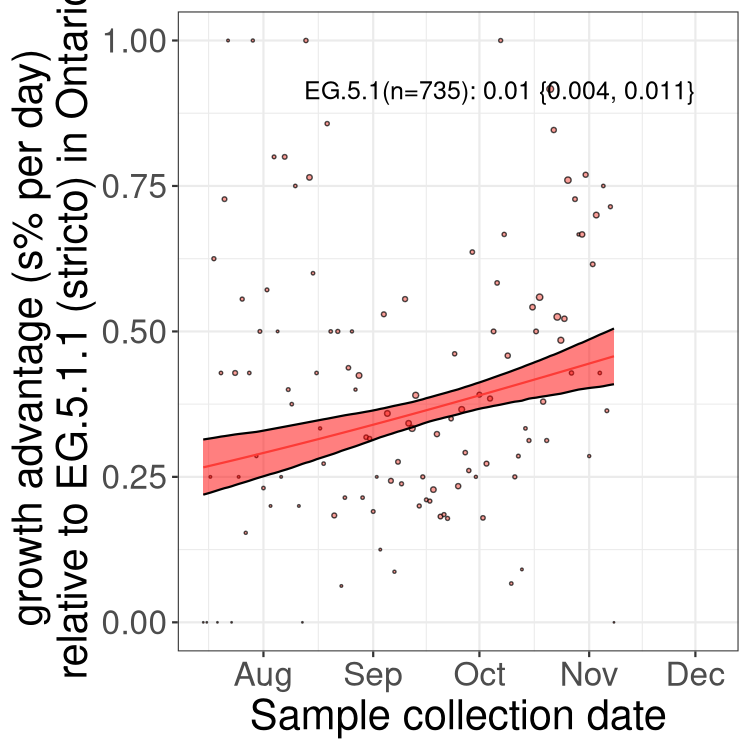 growth advantage (s% per day)
relative to EG.5.1.1 (stricto) in Ontario
1.00
0.75
0.50
0.25
0.00
EG.5.1(n=735): 0.01 {0.004, 0.011}
Aug Sep Oct Nov Dec
Sample collection date